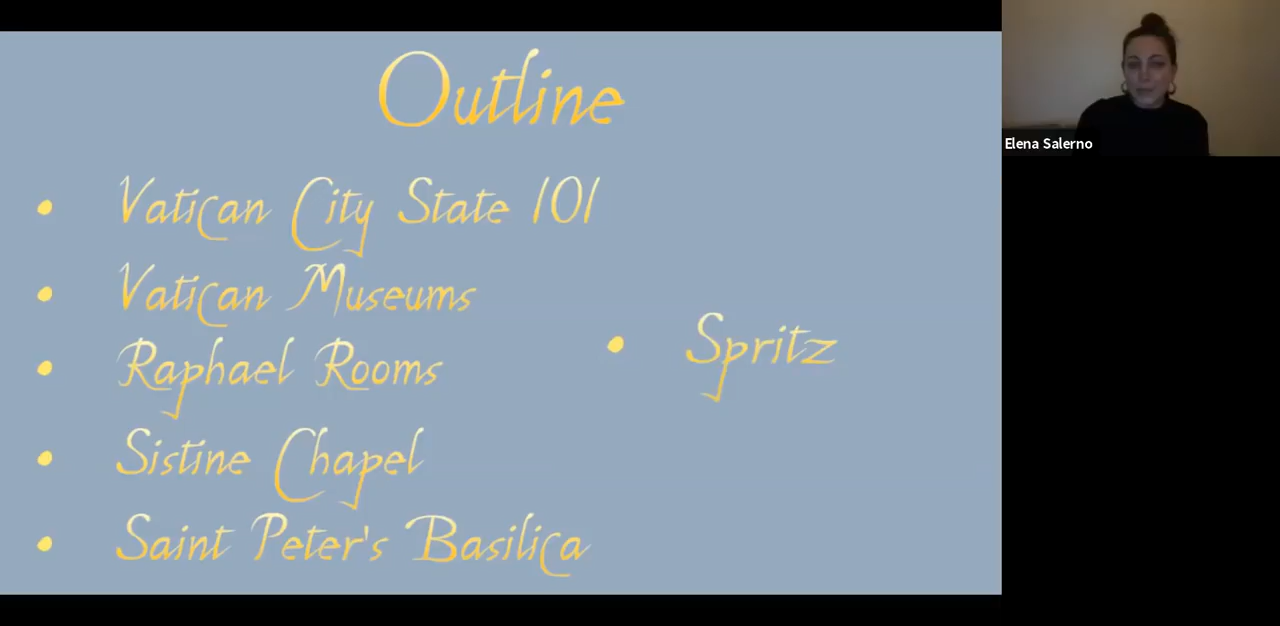 Outline
Vatican City State 101
Vatican Museums
Raphael Rooms
Sistine Chapel
Saint Peter's Basilica
Spritz
Elena Salerno